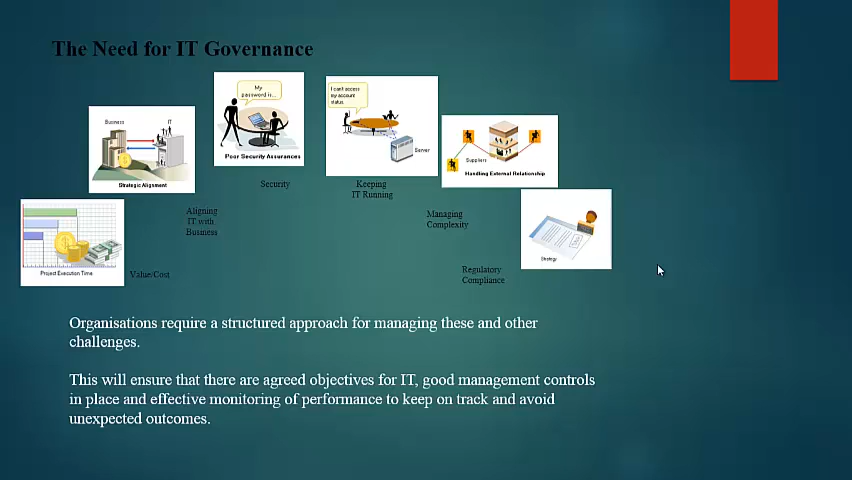 The Need for IT Governance
Business
IT
Strategic Alignment
My
password is...
Poor Security Assurances
I can't access
my account
status.
Server
Suppliers
Handling External Relationship
Security
Keeping
IT Running
Aligning
IT with
Business
Managing
Complexity
Project Execution Time
Value/Cost
Strategy
Regulatory
Compliance
Organisations require a structured approach for managing these and other
challenges.
This will ensure that there are agreed objectives for IT, good management controls
in place and effective monitoring of performance to keep on track and avoid
unexpected outcomes.